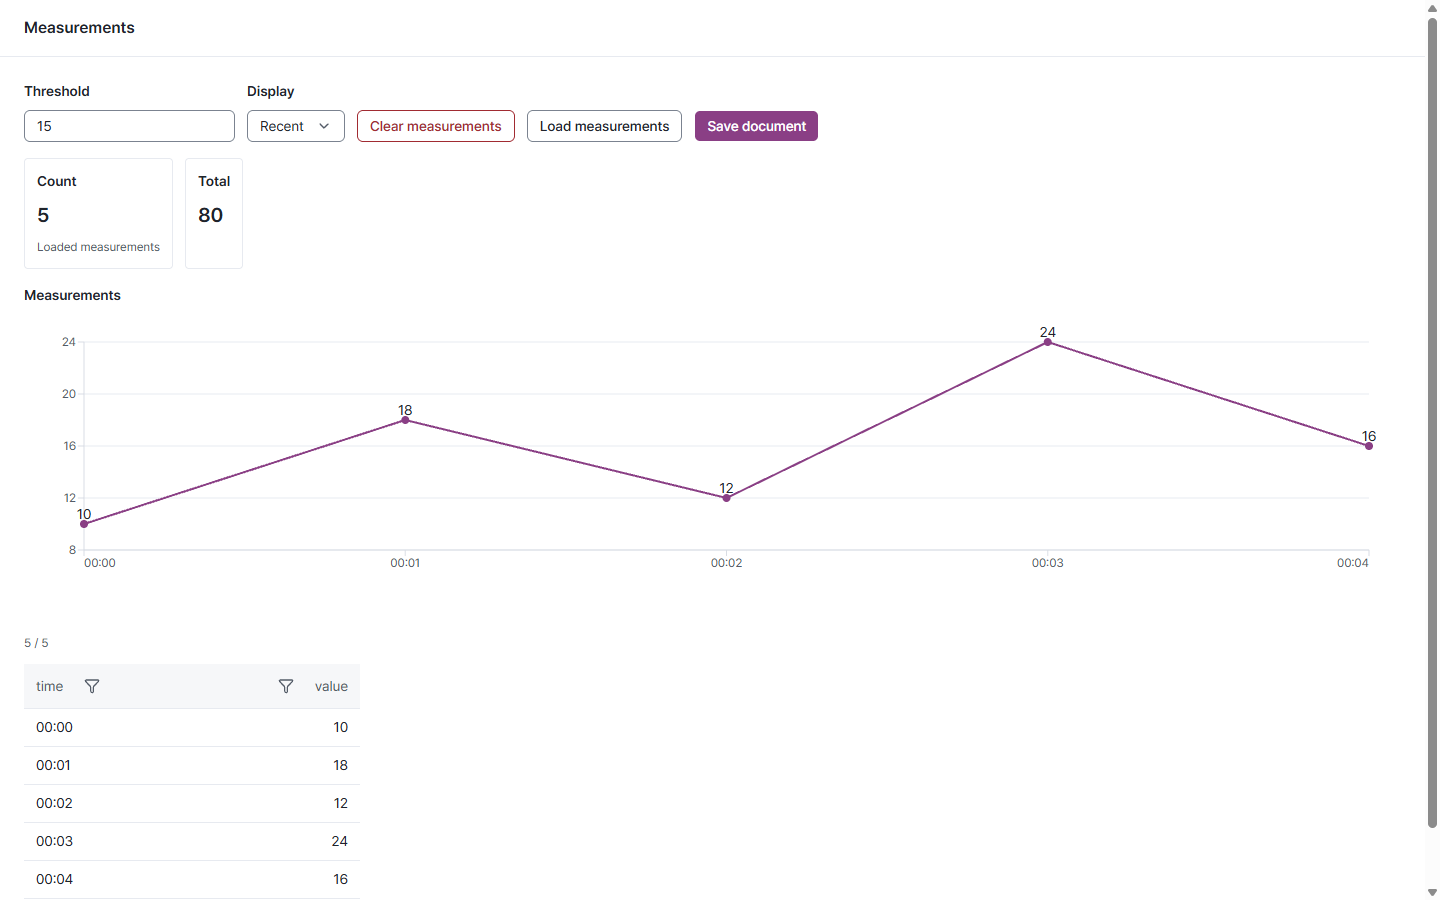 Measurements
Threshold
Display
15
Recent
Clear measurements
Load measurements
Save document
Count
Total
5
80
Loaded measurements
Measurements
24
20
16
12
8
10
18
12
24
16
00:00
00:01
00:02
00:03
00:04
5 / 5
time
value
00:00 10
00:01 18
00:02 12
00:03 24
00:04 16